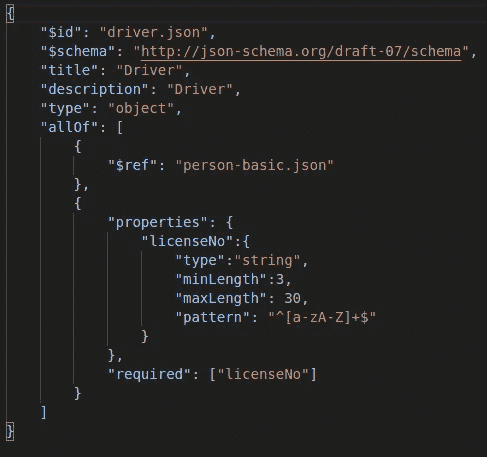 {
    "$id": "driver.json",
    "$schema": "http://json-schema.org/draft-07/schema",
    "title": "Driver",
    "description": "Driver",
    "type": "object",
    "allOf": [
        {
            "$ref": "person-basic.json"
        },
        {
            "properties": {
                "licenseNo":{
                    "type":"string",
                    "minLength":3,
                    "maxLength": 30,
                    "pattern": "^[a-zA-Z]+$"
                }
            },
            "required": ["licenseNo"]
        }
    ]
}